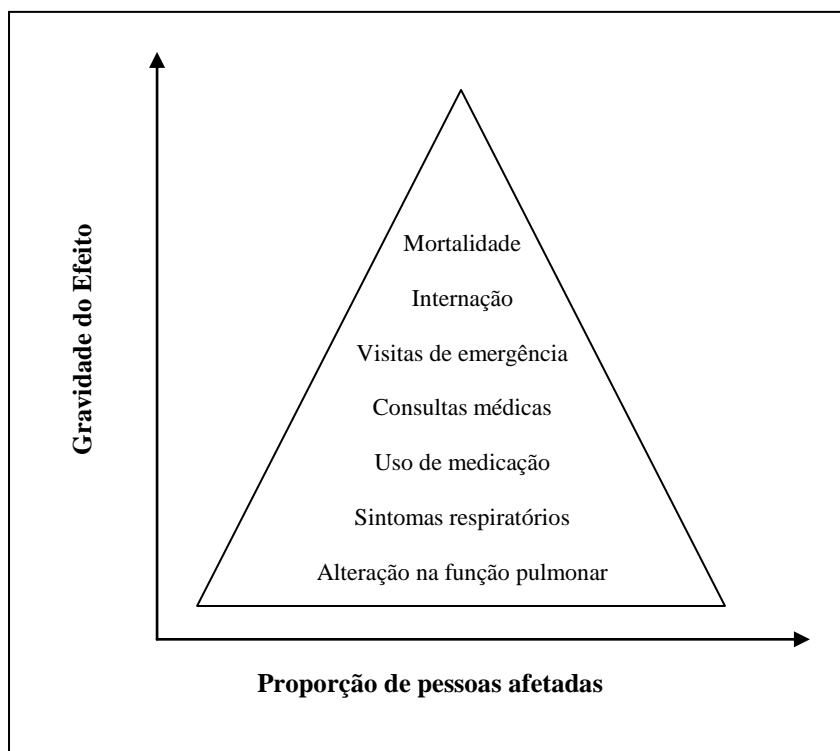 Gravidade do Efeito
Mortalidade
Internação
Visitas de emergência
Consultas médicas
Uso de medicação
Sintomas respiratórios
Alteração na função pulmonar
Proporção de pessoas afetadas